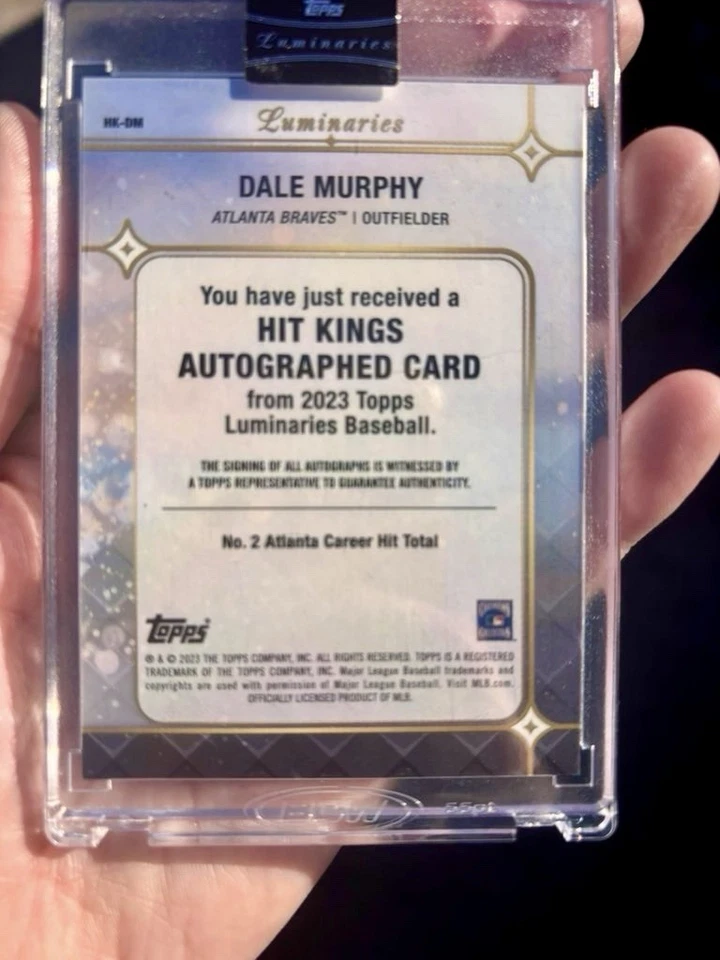 Topps
Luminaries
HK-DM
Luminaries
DALE MURPHY
ATLANTA BRAVES™ | OUTFIELDER
You have just received a
HIT KINGS
AUTOGRAPHED CARD
from 2023 Topps
Luminaries Baseball.
THE SIGNING OF ALL AUTOGRAPHS IS WITNESSED BY
A TOPPS REPRESENTATIVE TO GUARANTEE AUTHENTICITY.
No. 2 Atlanta Career Hit Total
Topps
® & © 2023 THE TOPPS COMPANY, INC. ALL RIGHTS RESERVED. TOPPS IS A REGISTERED
TRADEMARK OF THE TOPPS COMPANY, INC. Major League Baseball trademarks and
copyrights are used with permission of Major League Baseball. Visit MLB.com.
OFFICIALLY LICENSED PRODUCT OF MLB.
BCW 55pt